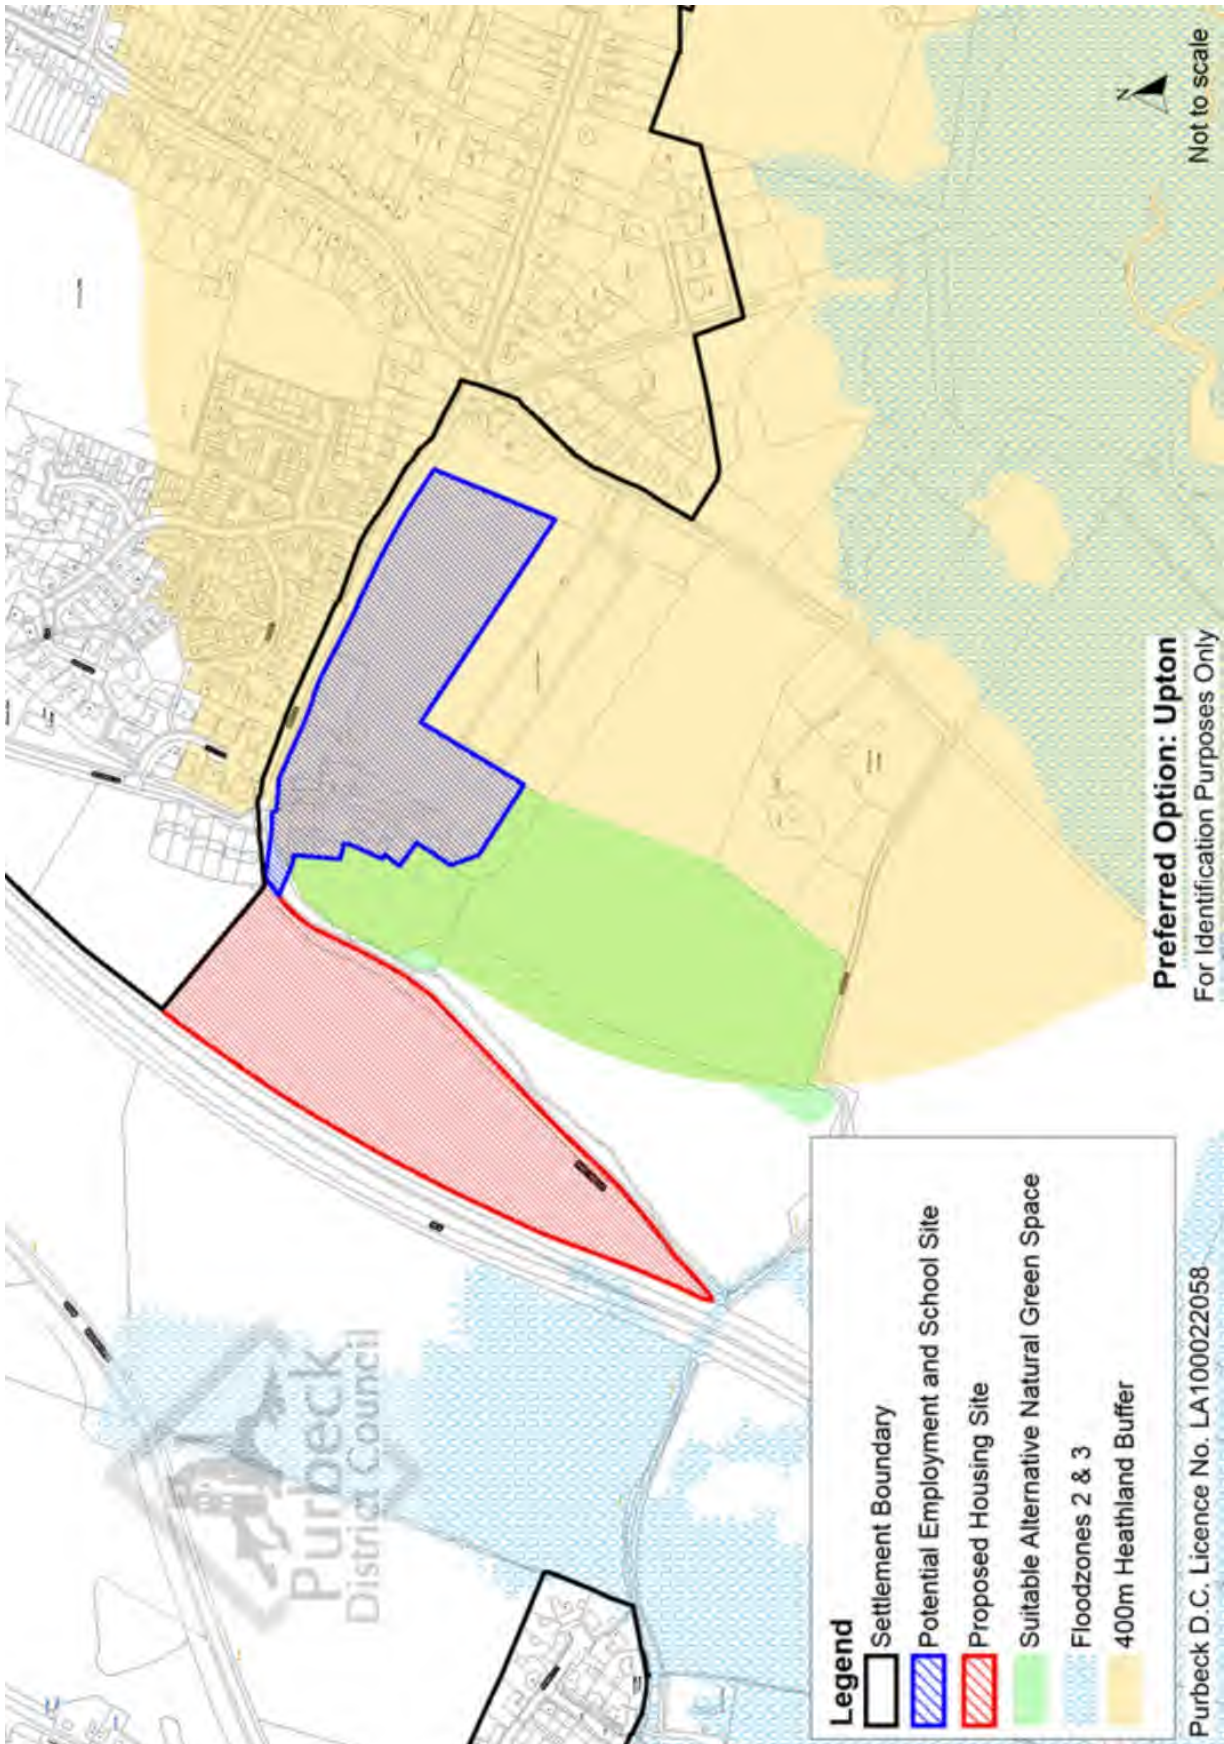 N
Not to scale
Purbeck
District Council
Legend
Settlement Boundary
Potential Employment and School Site
Proposed Housing Site
Suitable Alternative Natural Green Space
Floodzones 2 & 3
400m Heathland Buffer
Preferred Option: Upton
For Identification Purposes Only
Purbeck D.C. Licence No. LA100022058